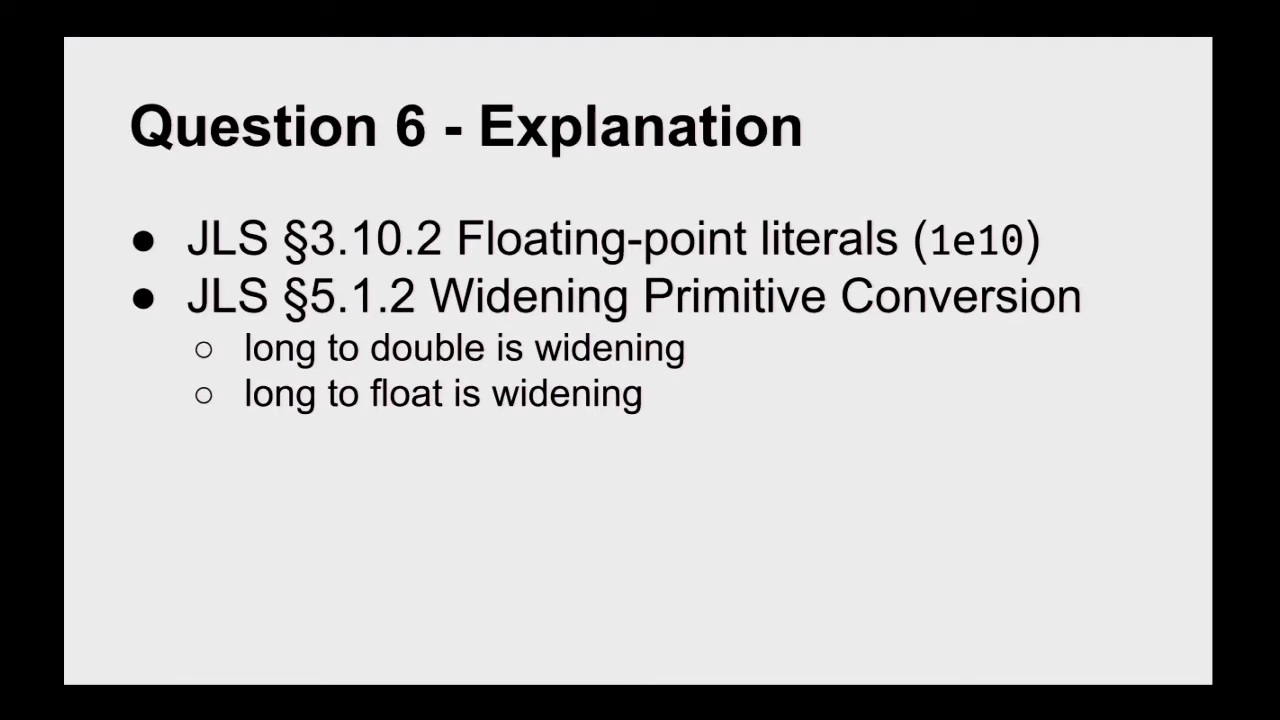 Question 6 - Explanation
● JLS §3.10.2 Floating-point literals (1e10)
● JLS §5.1.2 Widening Primitive Conversion
○ long to double is widening
○ long to float is widening